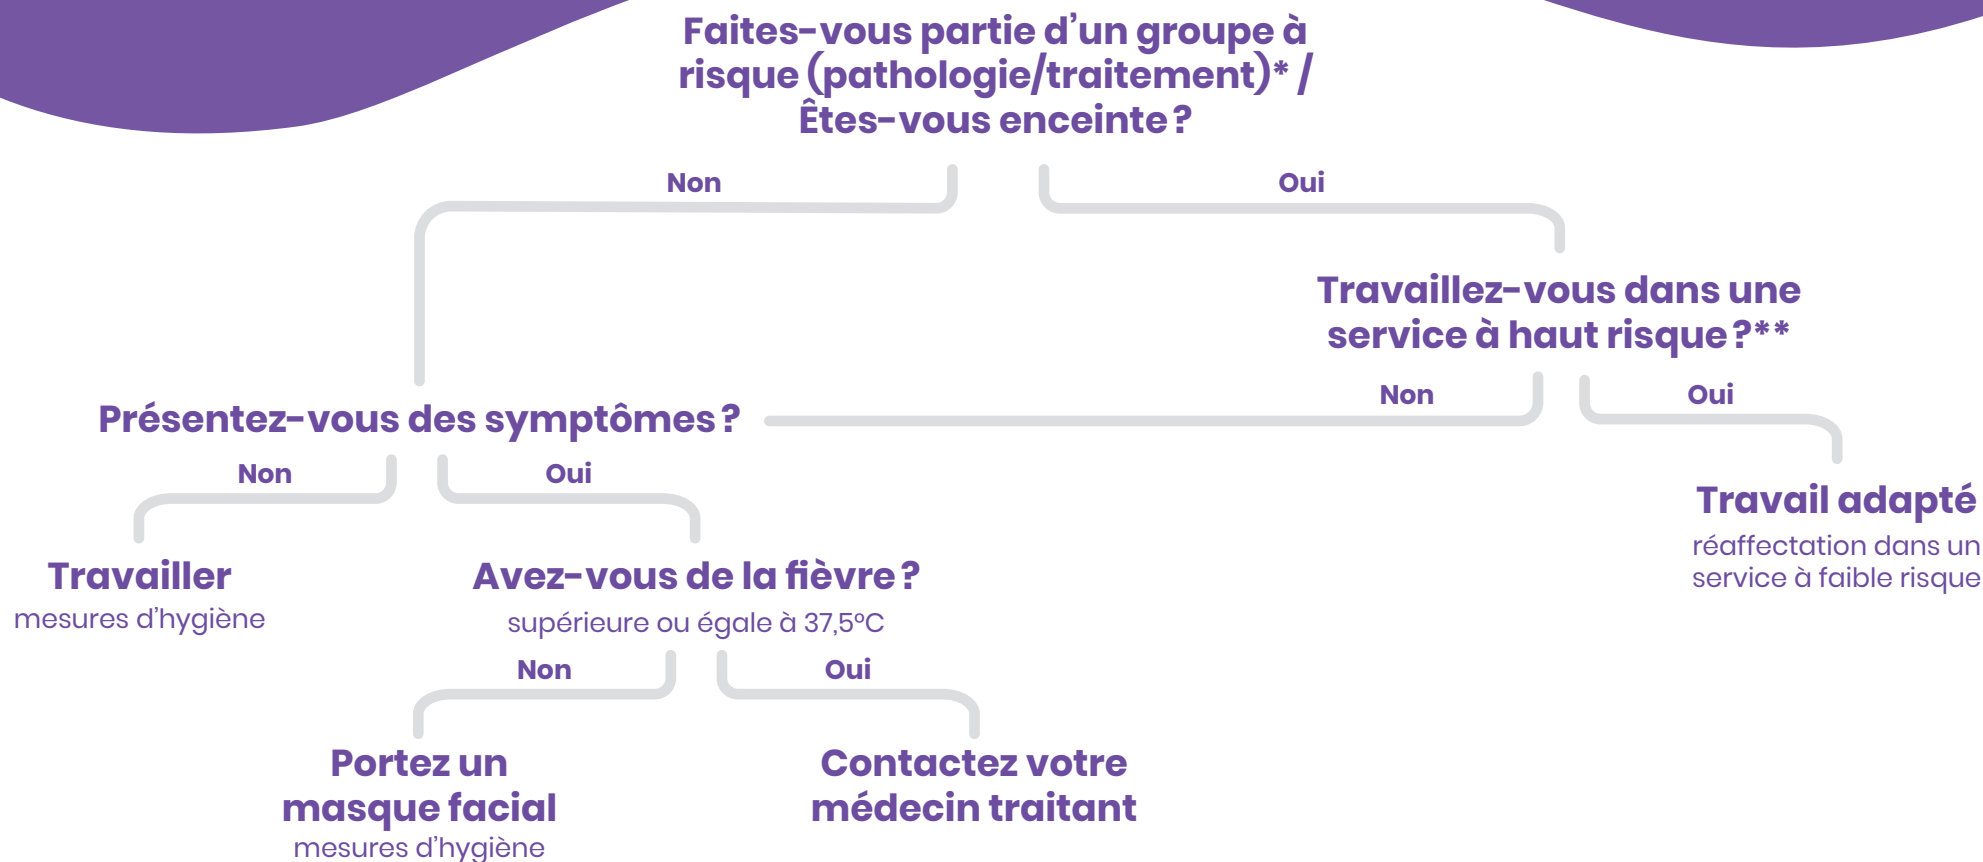 Faites-vous partie d’un groupe à
risque (pathologie/traitement)* /
Êtes-vous enceinte ?
Non
Oui
Travaillez-vous dans une
service à haut risque ?**
Non
Oui
Présentez-vous des symptômes ?
Non
Oui
Travail adapté
réaffectation dans un
service à faible risque
Travailler
mesures d’hygiène
Avez-vous de la fièvre ?
supérieure ou égale à 37,5°C
Non
Oui
Portez un
masque facial
mesures d’hygiène
Contactez votre
médecin traitant